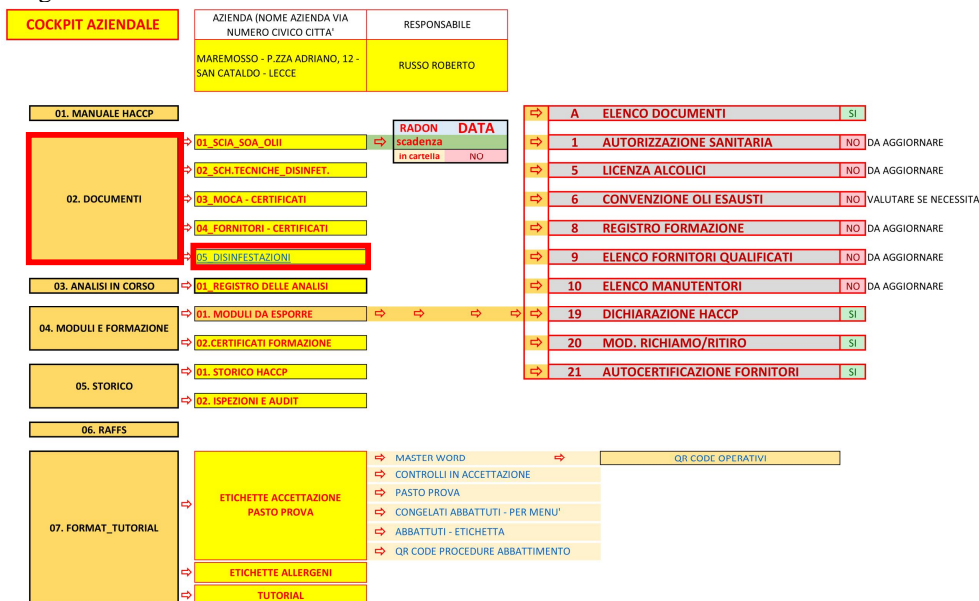 COCKPIT AZIENDALE
AZIENDA (NOME AZIENDA VIA
NUMERO CIVICO CITTA'
RESPONSABILE
MAREMOSSO - P.ZZA ADRIANO, 12 -
SAN CATALDO - LECCE
RUSSO ROBERTO
01. MANUALE HACCP
02. DOCUMENTI
01_SCIA_SOA_OLII
RADON DATA
scadenza
in cartella NO
02_SCH.TECNICHE_DISINFET.
03_MOCA - CERTIFICATI
04_FORNITORI - CERTIFICATI
05_DISINFESTAZIONI
03. ANALISI IN CORSO
01_REGISTRO DELLE ANALISI
04. MODULI E FORMAZIONE
01. MODULI DA ESPORRE
02.CERTIFICATI FORMAZIONE
05. STORICO
01. STORICO HACCP
02. ISPEZIONI E AUDIT
06. RAFFS
A ELENCO DOCUMENTI SI
1 AUTORIZZAZIONE SANITARIA NO DA AGGIORNARE
5 LICENZA ALCOLICI NO DA AGGIORNARE
6 CONVENZIONE OLI ESAUSTI NO VALUTARE SE NECESSITA
8 REGISTRO FORMAZIONE NO DA AGGIORNARE
9 ELENCO FORNITORI QUALIFICATI NO DA AGGIORNARE
10 ELENCO MANUTENTORI NO DA AGGIORNARE
19 DICHIARAZIONE HACCP SI
20 MOD. RICHIAMO/RITIRO SI
21 AUTOCERTIFICAZIONE FORNITORI SI
07. FORMAT_TUTORIAL
ETICHETTE ACCETTAZIONE
PASTO PROVA
MASTER WORD
QR CODE OPERATIVI
CONTROLLI IN ACCETTAZIONE
PASTO PROVA
CONGELATI ABBATTUTI - PER MENU'
ABBATTUTI - ETICHETTA
QR CODE PROCEDURE ABBATTIMENTO
ETICHETTE ALLERGENI
TUTORIAL